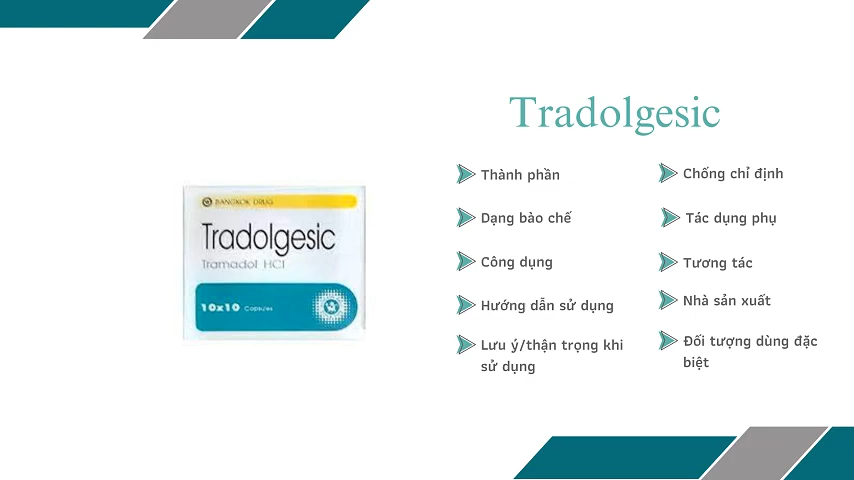 Tradolgesic
BANGKOK DRUG
Tradolgesic
Tramadol HCl
10x10 Capsules
Thành phần
Dạng bào chế
Công dụng
Hướng dẫn sử dụng
Lưu ý/thận trọng khi
sử dụng
Chống chỉ định
Tác dụng phụ
Tương tác
Nhà sản xuất
Đối tượng dùng đặc
biệt